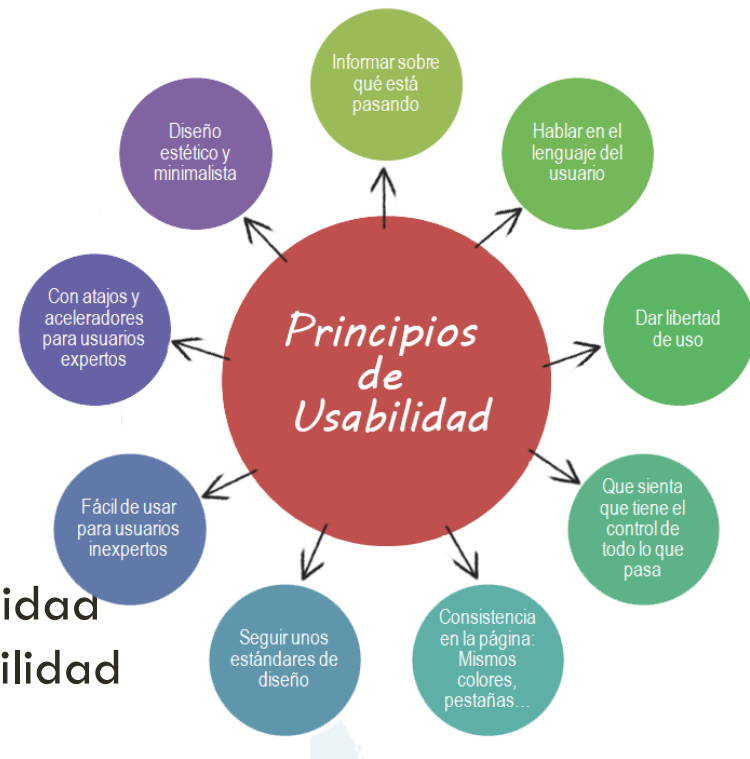 Informar sobre
qué está
pasando
Hablar en el
lenguaje del
usuario
Dar libertad
de uso
Que sienta
que tiene el
control de
todo lo que
pasa
Consistencia
en la página:
Mismos
colores,
pestañas...
Seguir unos
estándares de
diseño
Fácil de usar
para usuarios
inexpertos
Con atajos y
aceleradores
para usuarios
expertos
Diseño
estético y
minimalista
Principios
de
Usabilidad
idad
ilidad